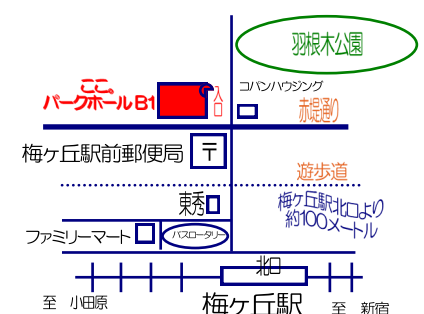 羽根木公園
ここ。
パークホールB1
入口
コパンハウジング
赤堤通り
梅ヶ丘駅前郵便局
〒
遊歩道
東秀
梅ヶ丘駅北口より
約100メートル
ファミリーマート
バスロータリー
北口
至 小田原
梅ヶ丘駅
至 新宿